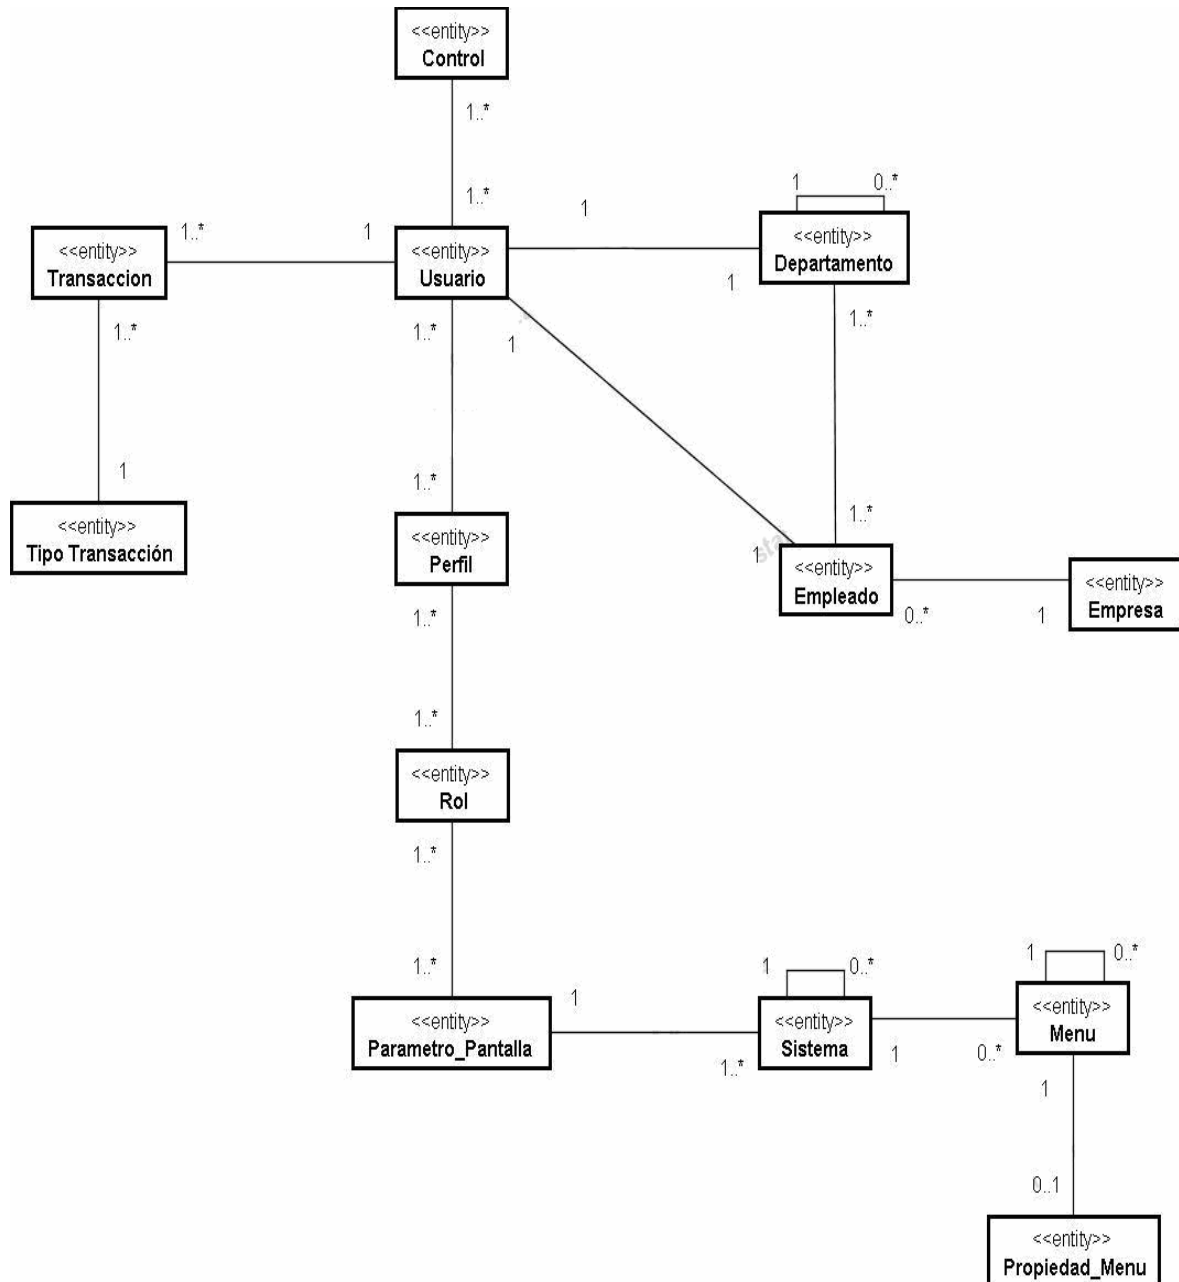 <<entity>>
Control
1..*
1..*
1
0..*
1
1..*
1
<<entity>>
Transaccion
<<entity>>
Usuario
<<entity>>
Departamento
1
1..*
1..*
1
1..*
1..*
1
1..*
1..*
<<entity>>
Tipo Transacción
<<entity>>
Perfil
1
<<entity>>
Empleado
<<entity>>
Empresa
1..*
0..*
1
1..*
<<entity>>
Rol
1..*
1..*
1
0..*
1
0..*
1
<<entity>>
Parametro_Pantalla
<<entity>>
Sistema
<<entity>>
Menu
1..*
1
0..*
1
0..1
<<entity>>
Propiedad_Menu